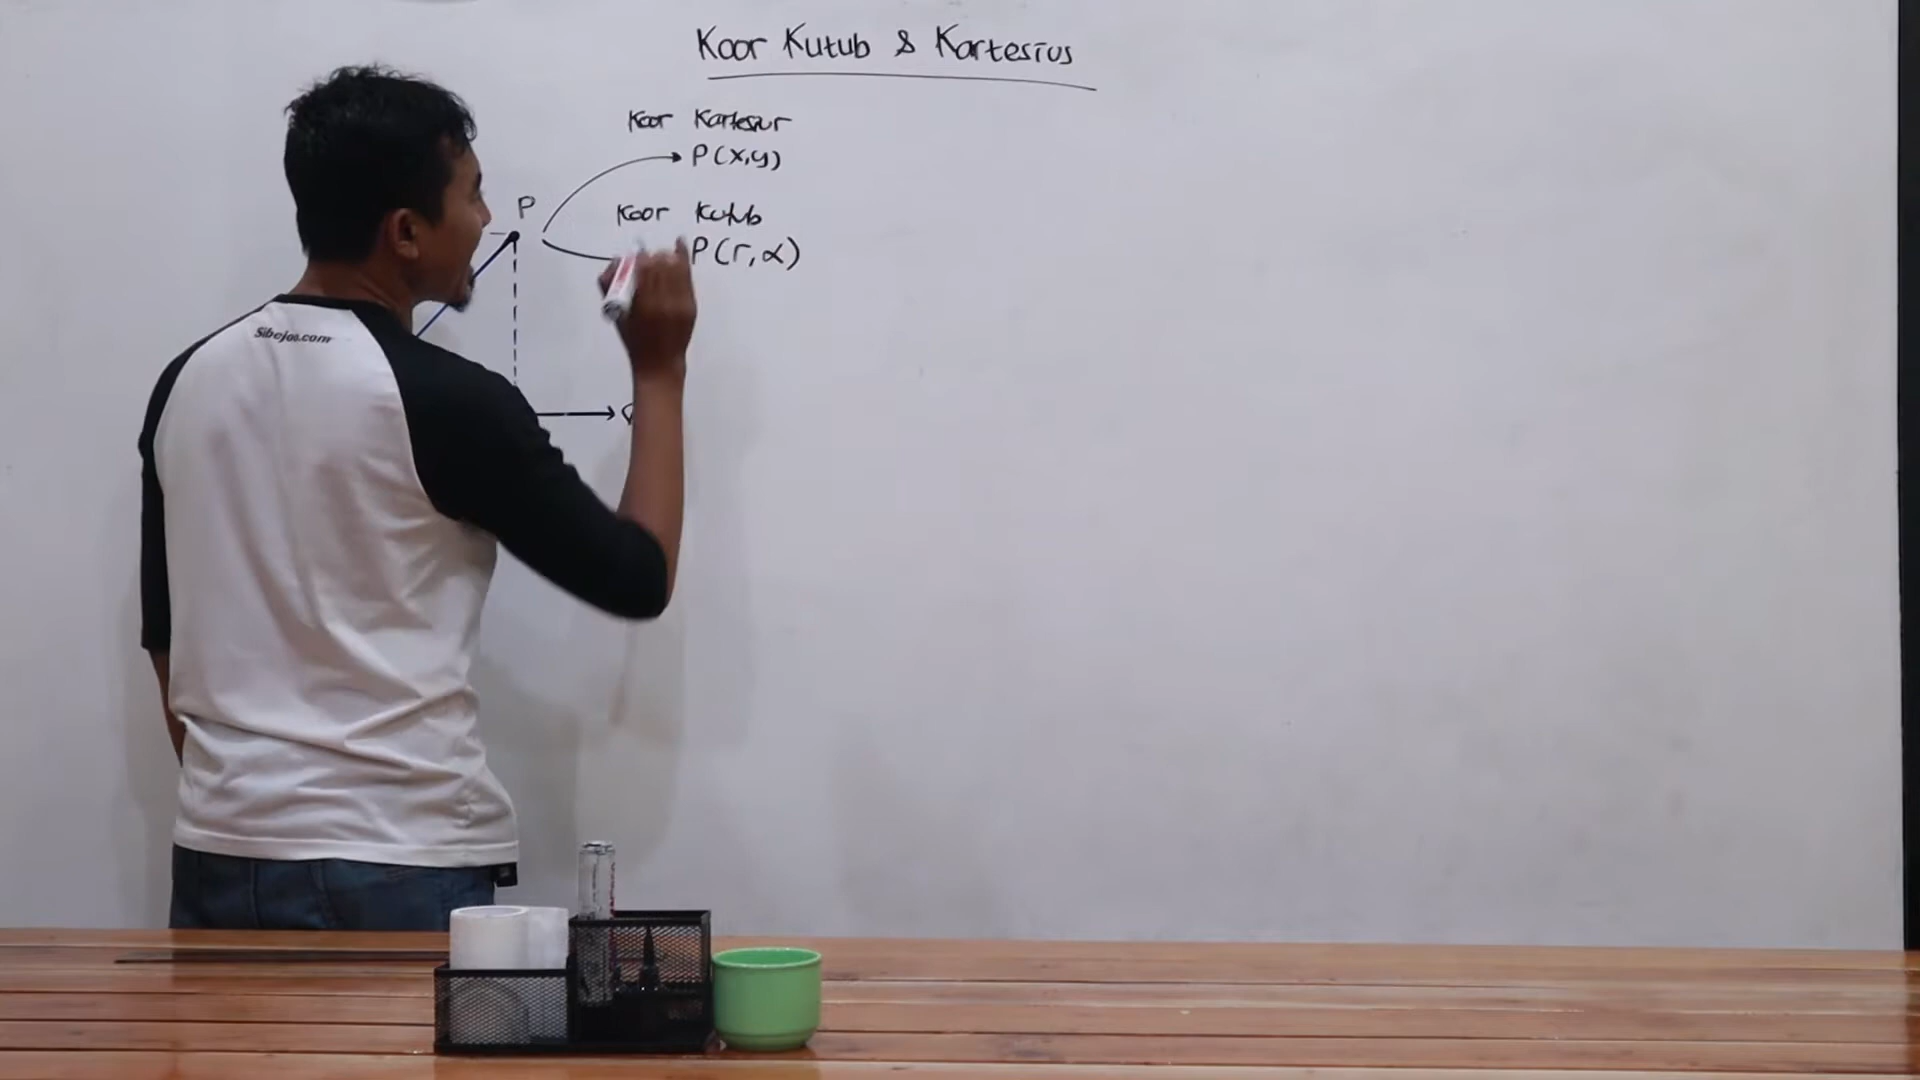 Koor Kutub & Kartesius
Koor Kartesius
P(x,y)
P
Koor Kutub
P(r,α)
Sibejoo.com